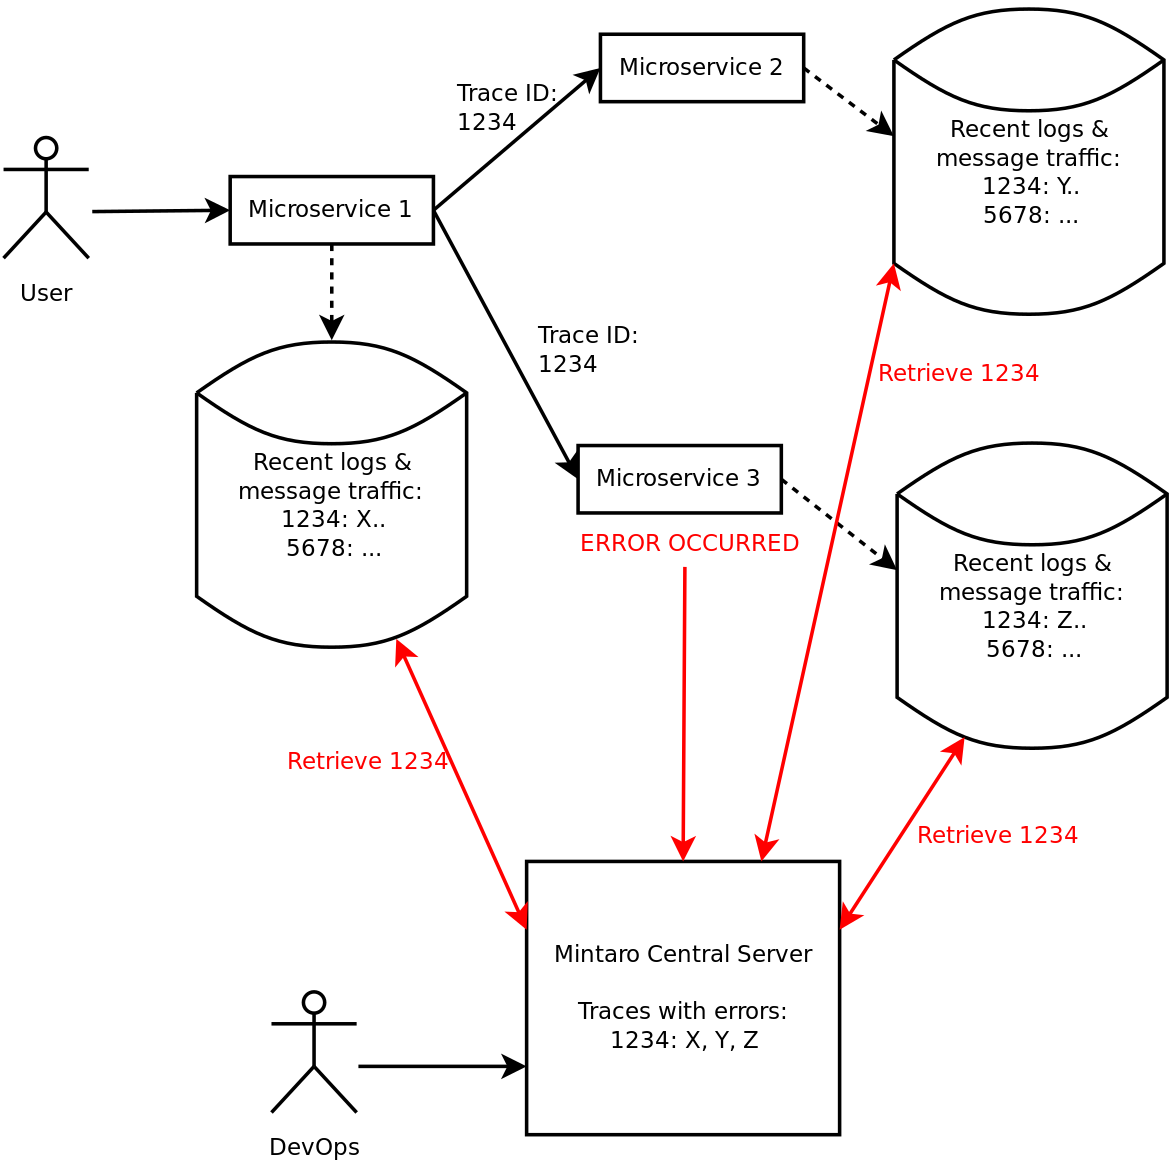 Microservice 2
Trace ID:
1234
Recent logs &
message traffic:
1234: Y..
5678: ...
Microservice 1
User
Trace ID:
1234
Retrieve 1234
Recent logs &
message traffic:
1234: X..
5678: ...
Microservice 3
ERROR OCCURRED
Recent logs &
message traffic:
1234: Z..
5678: ...
Retrieve 1234
Retrieve 1234
Mintaro Central Server
Traces with errors:
1234: X, Y, Z
DevOps